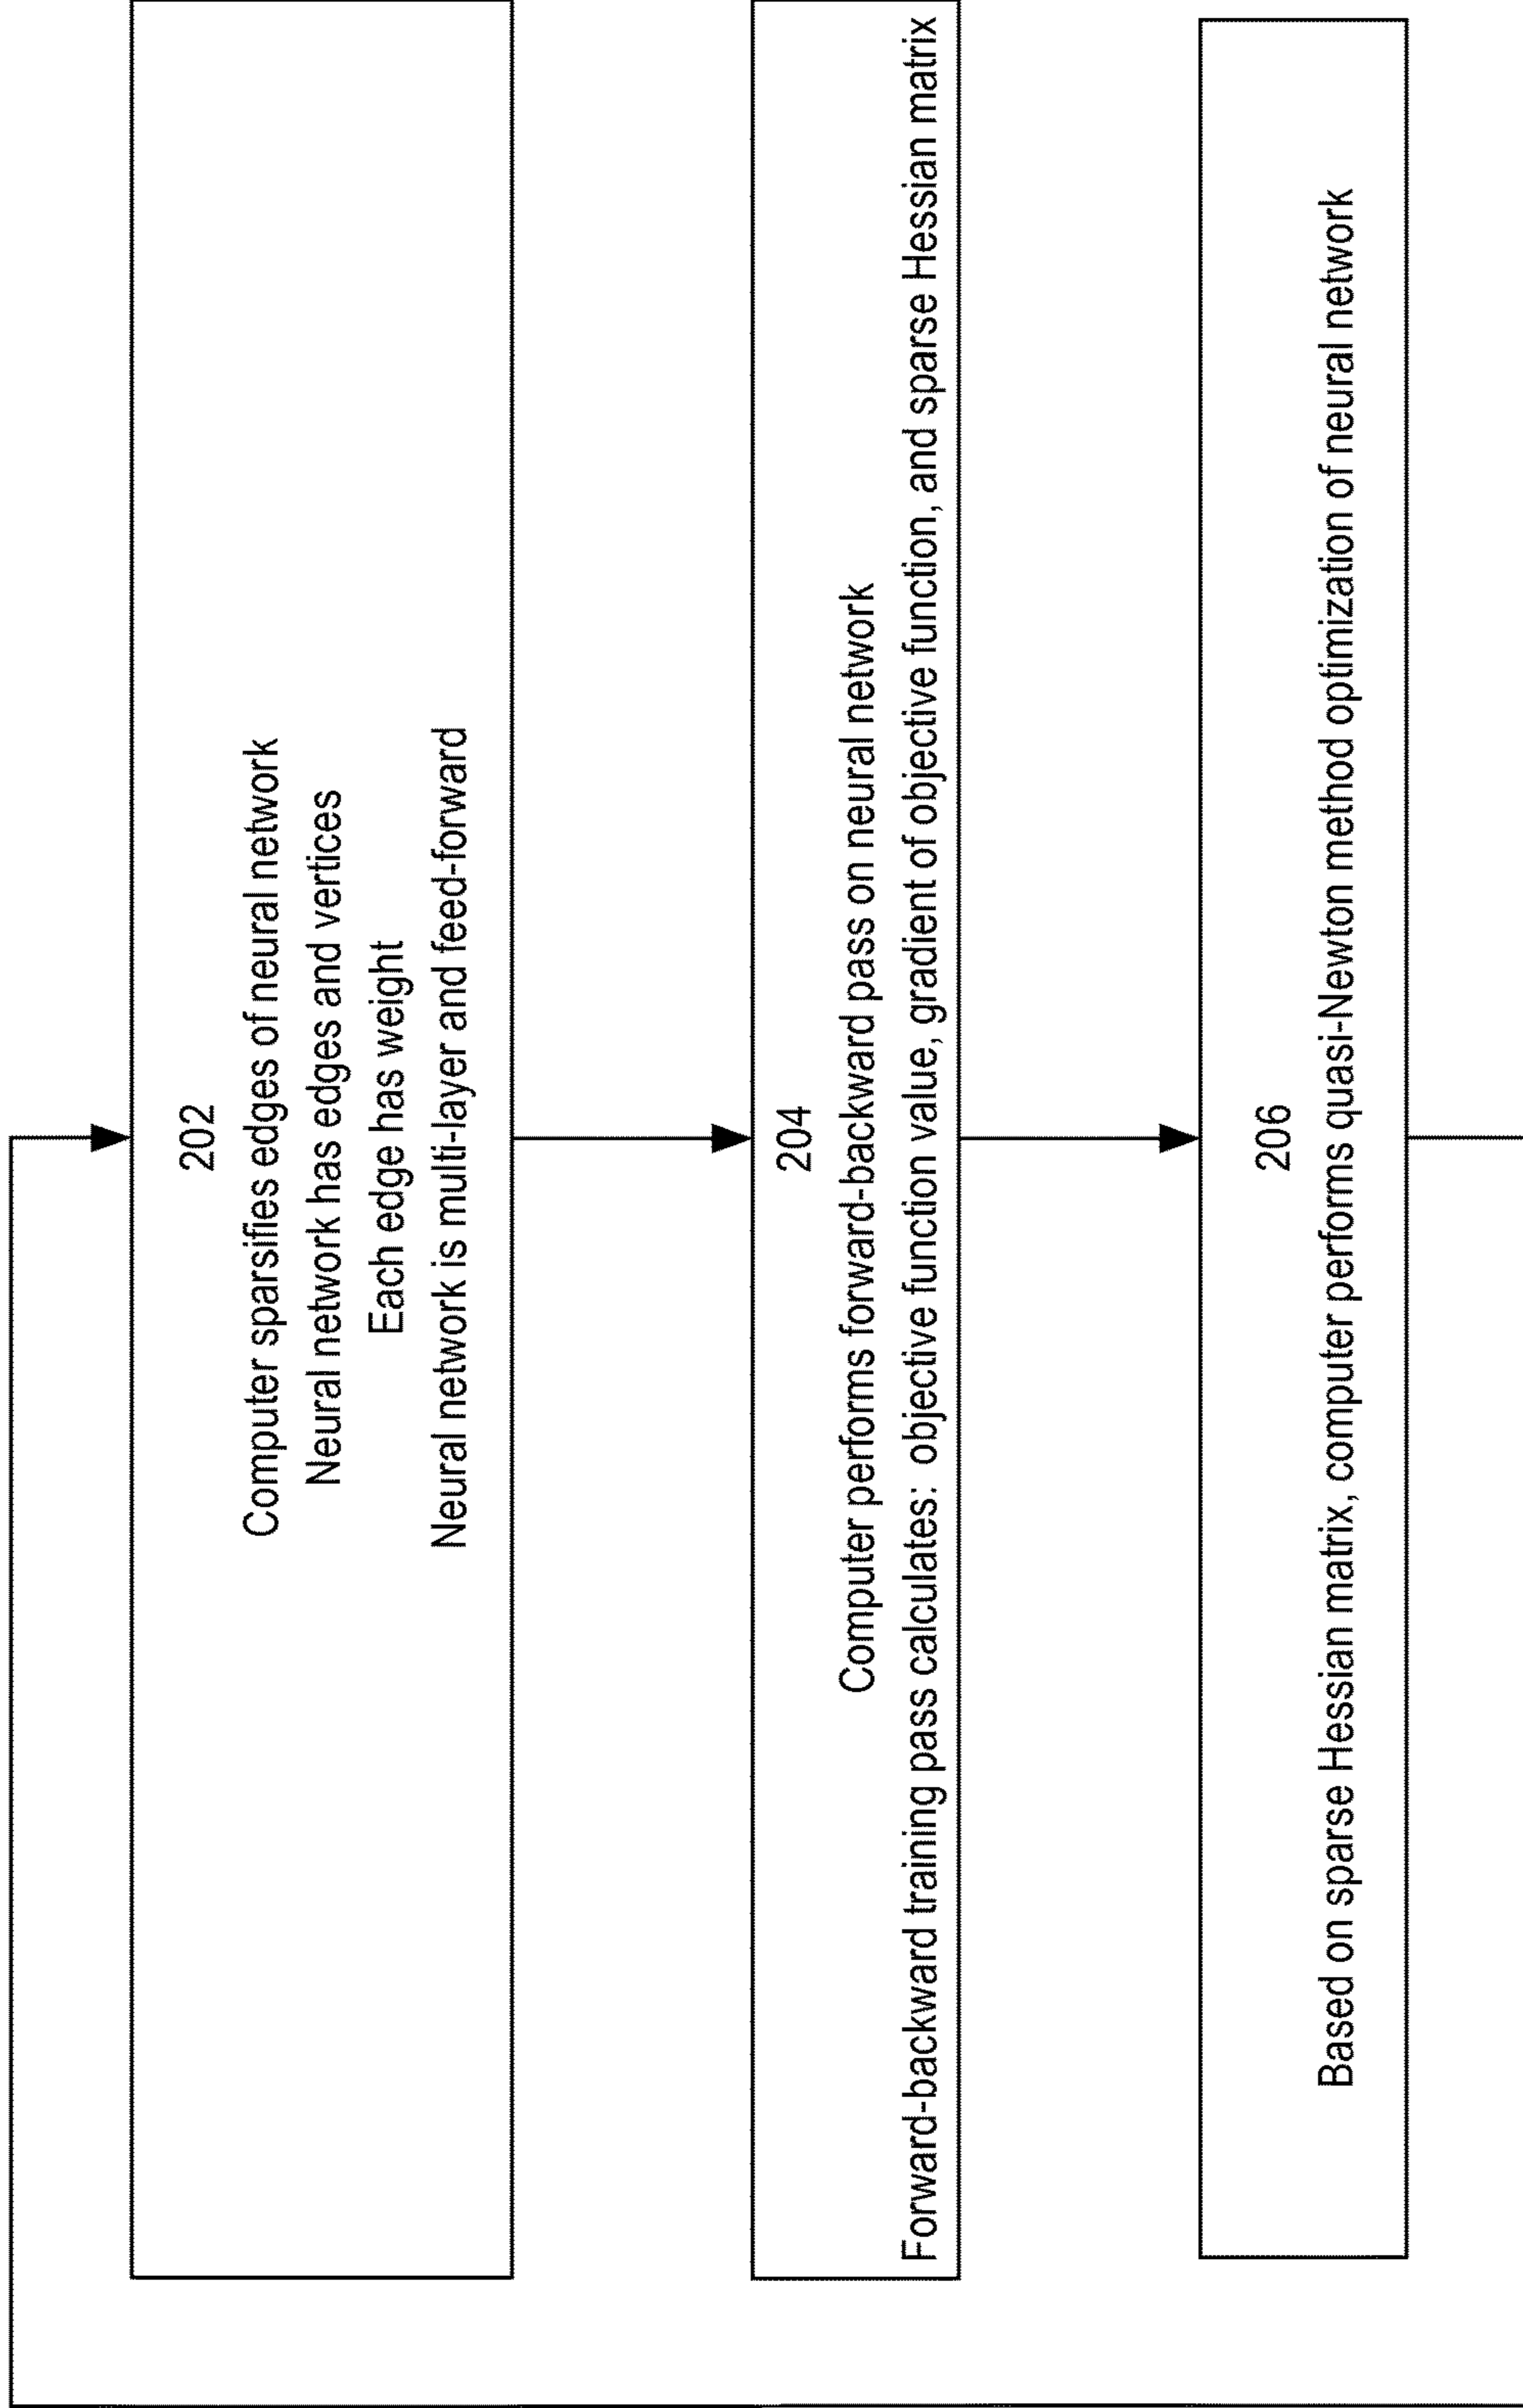 202
Computer sparsifies edges of neural network
Neural network has edges and vertices
Each edge has weight
Neural network is multi-layer and feed-forward
204
Computer performs forward-backward pass on neural network
Forward-backward training pass calculates: objective function value, gradient of objective function, and sparse Hessian matrix
206
Based on sparse Hessian matrix, computer performs quasi-Newton method optimization of neural network